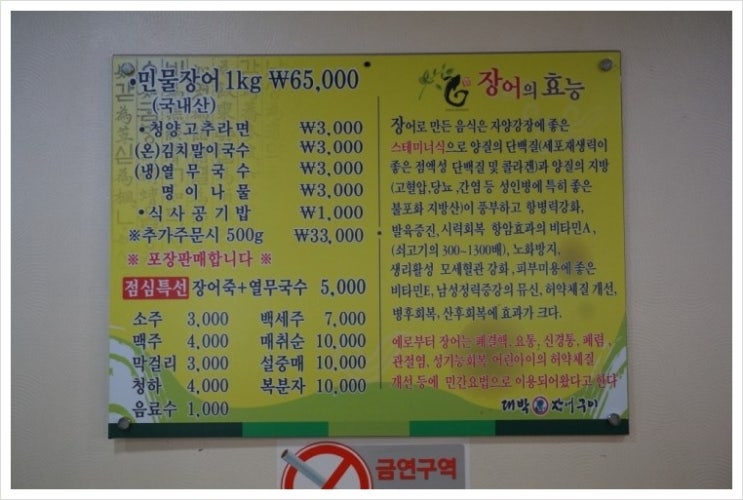 ·민물장어 1kg ₩65,000
(국내산)
·청양고추라면 ₩3,000
(온)김치말이국수 ₩3,000
(냉)열무국수 ₩3,000
명이나물 ₩3,000
·식사공기밥 ₩1,000
※추가주문시 500g ₩33,000
※ 포장판매합니다 ※
점심특선 장어죽+열무국수 5,000
소주 3,000 백세주 7,000
맥주 4,000 매취순 10,000
막걸리 3,000 설중매 10,000
청하 4,000 복분자 10,000
음료수 1,000
장어의 효능
장어로 만든 음식은 자양강장에 좋은
스테미너식으로 양질의 단백질(세포재생력이
좋은 점액성 단백질 및 콜라겐)과 양질의 지방
(고혈압,당뇨,간염 등 성인병에 특히 좋은
불포화 지방산)이 풍부하고 항병력강화,
발육증진, 시력회복 항암효과의 비타민A,
(쇠고기의 300~1300배), 노화방지,
생리활성 모세혈관 강화,피부미용에 좋은
비타민E, 남성정력증강의 뮤신, 허약체질 개선,
병후회복, 산후회복에 효과가 크다.
예로부터 장어는 폐결핵, 요통, 신경통, 폐렴,
관절염, 성기능회복 어린아이의 허약체질
개선 등에 민간요법으로 이용되어왔다고 한다
대박 장어구이
금연구역